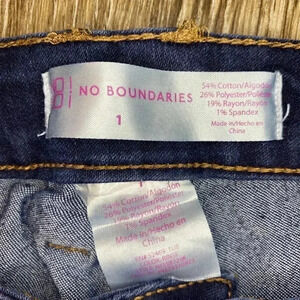 NO BOUNDARIES
1
54% Cotton/Algodón
26% Polyester/Poliéster
19% Rayon/Rayón
1% Spandex
Made in/Hecho en
China
1
54% Cotton/Algodón
26% Polyester/Poliéster
19% Rayon/Rayón
1% Spandex
Made in/Hecho en
China